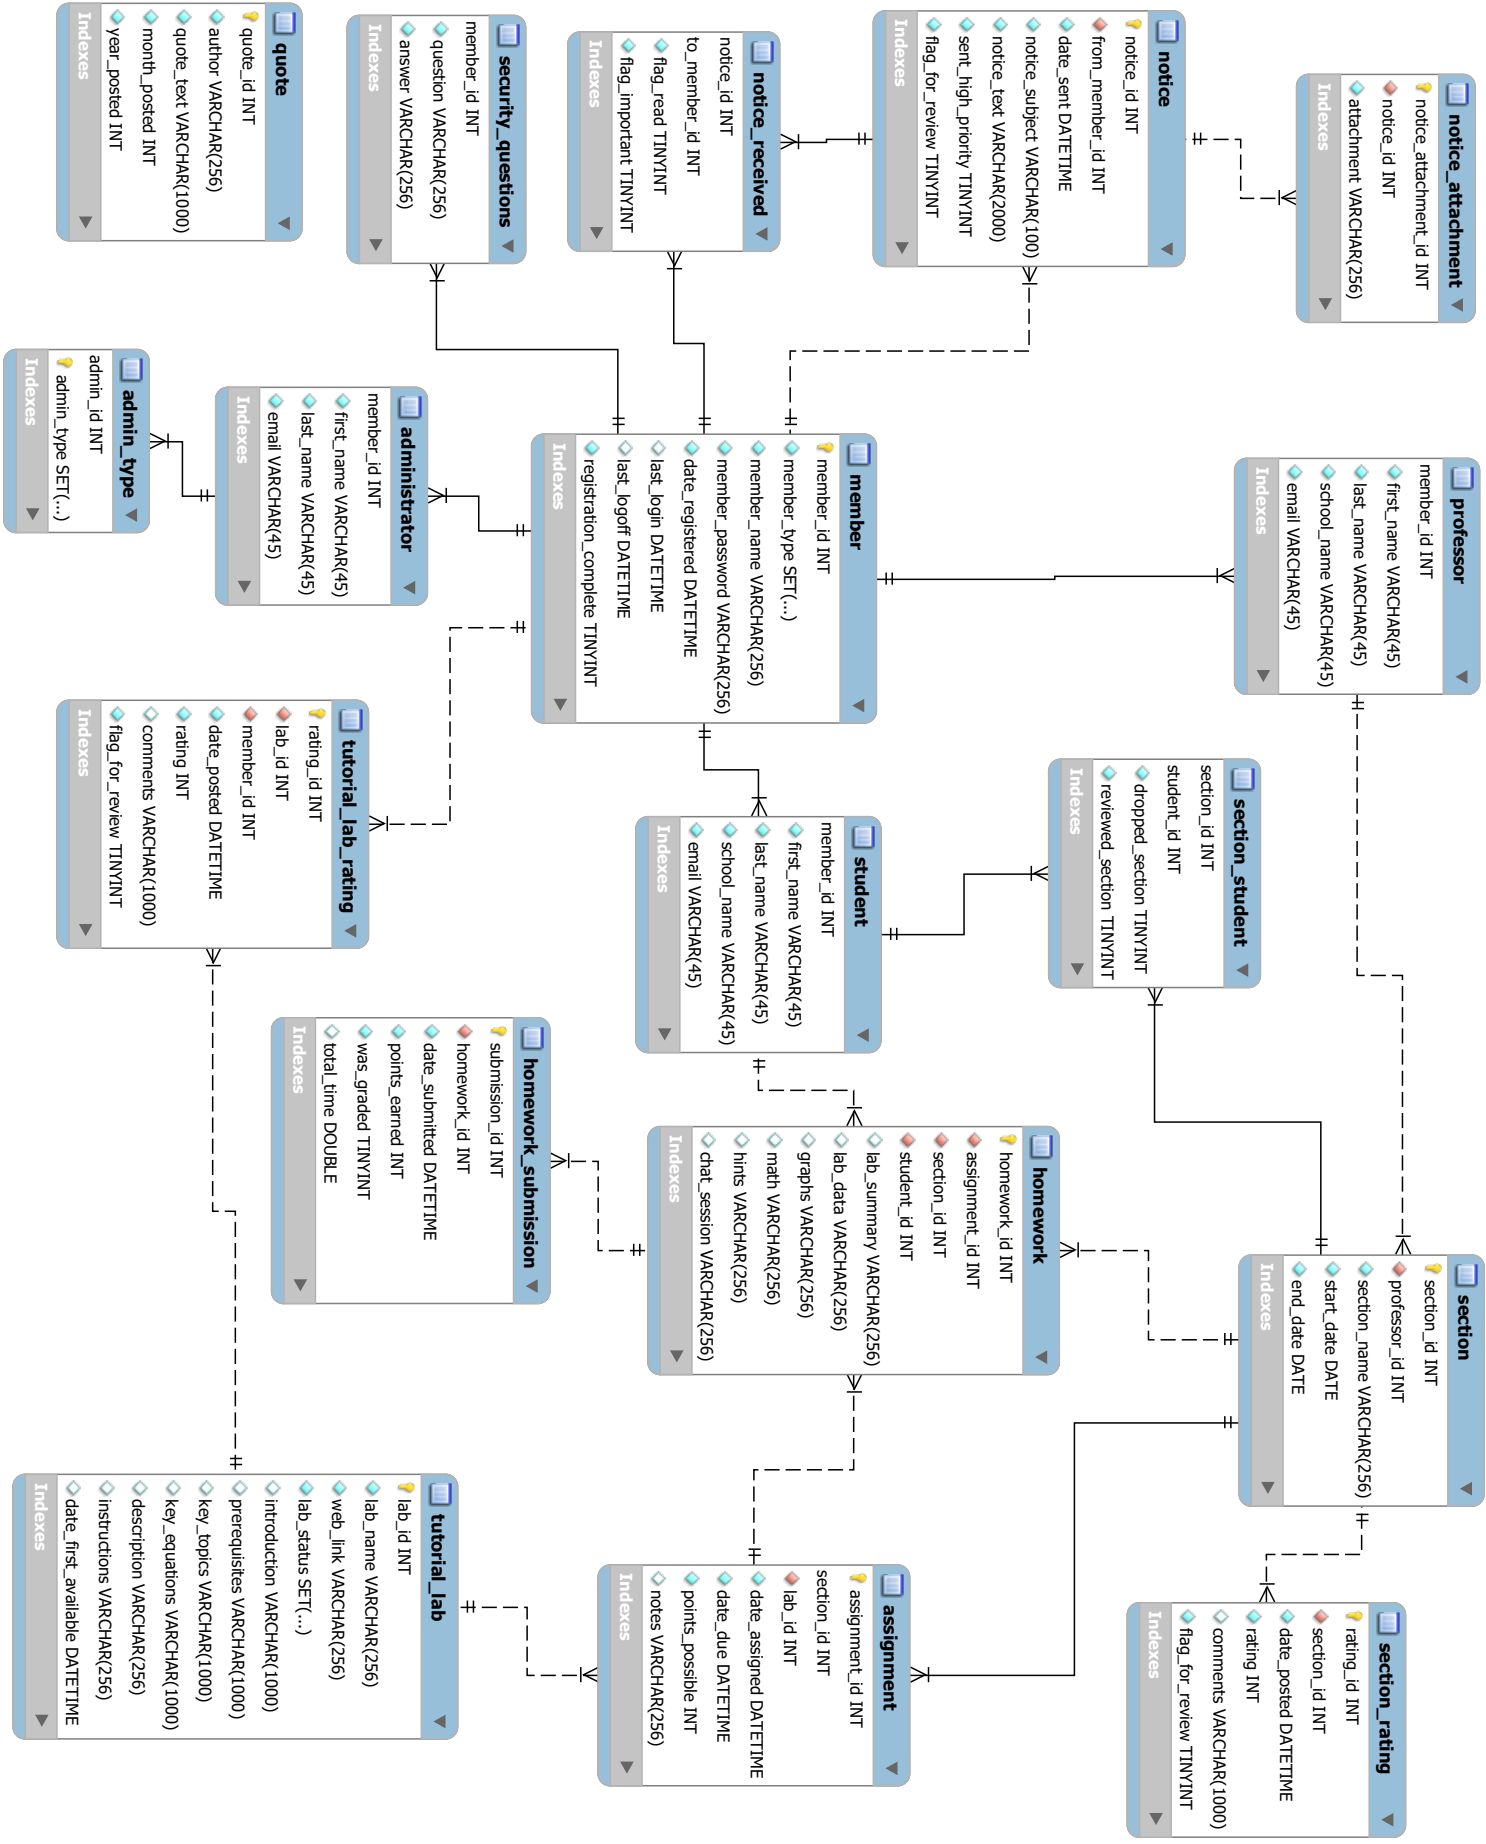 notice_attachment
notice_attachment_id INT
notice_id INT
attachment VARCHAR(256)
Indexes
professor
member_id INT
first_name VARCHAR(45)
last_name VARCHAR(45)
school_name VARCHAR(45)
email VARCHAR(45)
Indexes
section
section_id INT
professor_id INT
section_name VARCHAR(256)
start_date DATE
end_date DATE
Indexes
section_rating
rating_id INT
section_id INT
date_posted DATETIME
rating INT
comments VARCHAR(1000)
flag_for_review TINYINT
Indexes
notice
notice_id INT
from_member_id INT
date_sent DATETIME
notice_subject VARCHAR(100)
notice_text VARCHAR(2000)
sent_high_priority TINYINT
flag_for_review TINYINT
Indexes
section_student
section_id INT
student_id INT
dropped_section TINYINT
reviewed_section TINYINT
Indexes
homework
homework_id INT
assignment_id INT
section_id INT
student_id INT
lab_summary VARCHAR(256)
lab_data VARCHAR(256)
graphs VARCHAR(256)
math VARCHAR(256)
hints VARCHAR(256)
chat_session VARCHAR(256)
Indexes
notice_received
notice_id INT
to_member_id INT
flag_read TINYINT
flag_important TINYINT
Indexes
member
member_id INT
member_type SET(...)
member_name VARCHAR(256)
member_password VARCHAR(256)
date_registered DATETIME
last_login DATETIME
last_logoff DATETIME
registration_complete TINYINT
Indexes
student
member_id INT
first_name VARCHAR(45)
last_name VARCHAR(45)
school_name VARCHAR(45)
email VARCHAR(45)
Indexes
assignment
assignment_id INT
section_id INT
lab_id INT
date_assigned DATETIME
date_due DATETIME
points_possible INT
notes VARCHAR(256)
Indexes
security_questions
member_id INT
question VARCHAR(256)
answer VARCHAR(256)
Indexes
administrator
member_id INT
first_name VARCHAR(45)
last_name VARCHAR(45)
email VARCHAR(45)
Indexes
homework_submission
submission_id INT
homework_id INT
date_submitted DATETIME
points_earned INT
was_graded TINYINT
total_time DOUBLE
Indexes
quote
quote_id INT
author VARCHAR(256)
quote_text VARCHAR(1000)
month_posted INT
year_posted INT
Indexes
admin_type
admin_id INT
admin_type SET(...)
Indexes
tutorial_lab_rating
rating_id INT
lab_id INT
member_id INT
date_posted DATETIME
rating INT
comments VARCHAR(1000)
flag_for_review TINYINT
Indexes
tutorial_lab
lab_id INT
lab_name VARCHAR(256)
web_link VARCHAR(256)
lab_status SET(...)
introduction VARCHAR(1000)
prerequisites VARCHAR(1000)
key_topics VARCHAR(1000)
key_equations VARCHAR(1000)
description VARCHAR(256)
instructions VARCHAR(256)
date_first_available DATETIME
Indexes